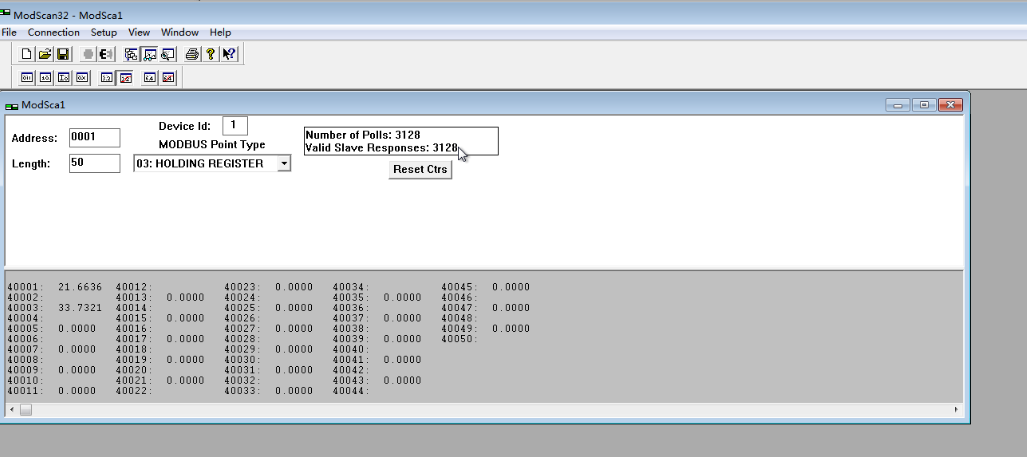 ModScan32 - ModSca1
File Connection Setup View Window Help
ModSca1
Address: 0001
Device Id: 1
MODBUS Point Type
Length: 50
03: HOLDING REGISTER
Number of Polls: 3128
Valid Slave Responses: 3128
Reset Ctrs
40001: 21.6636 40012: 40023: 0.0000 40034: 40045: 0.0000
40002: 40013: 0.0000 40024: 40035: 0.0000 40046:
40003: 33.7321 40014: 40025: 0.0000 40036: 40047: 0.0000
40004: 40015: 0.0000 40026: 40037: 0.0000 40048:
40005: 0.0000 40016: 40027: 0.0000 40038: 40049: 0.0000
40006: 40017: 0.0000 40028: 40039: 0.0000 40050:
40007: 0.0000 40018: 40029: 0.0000 40040:
40008: 40019: 0.0000 40030: 40041: 0.0000
40009: 0.0000 40020: 40031: 0.0000 40042:
40010: 40021: 0.0000 40032: 40043: 0.0000
40011: 0.0000 40022: 40033: 0.0000 40044: